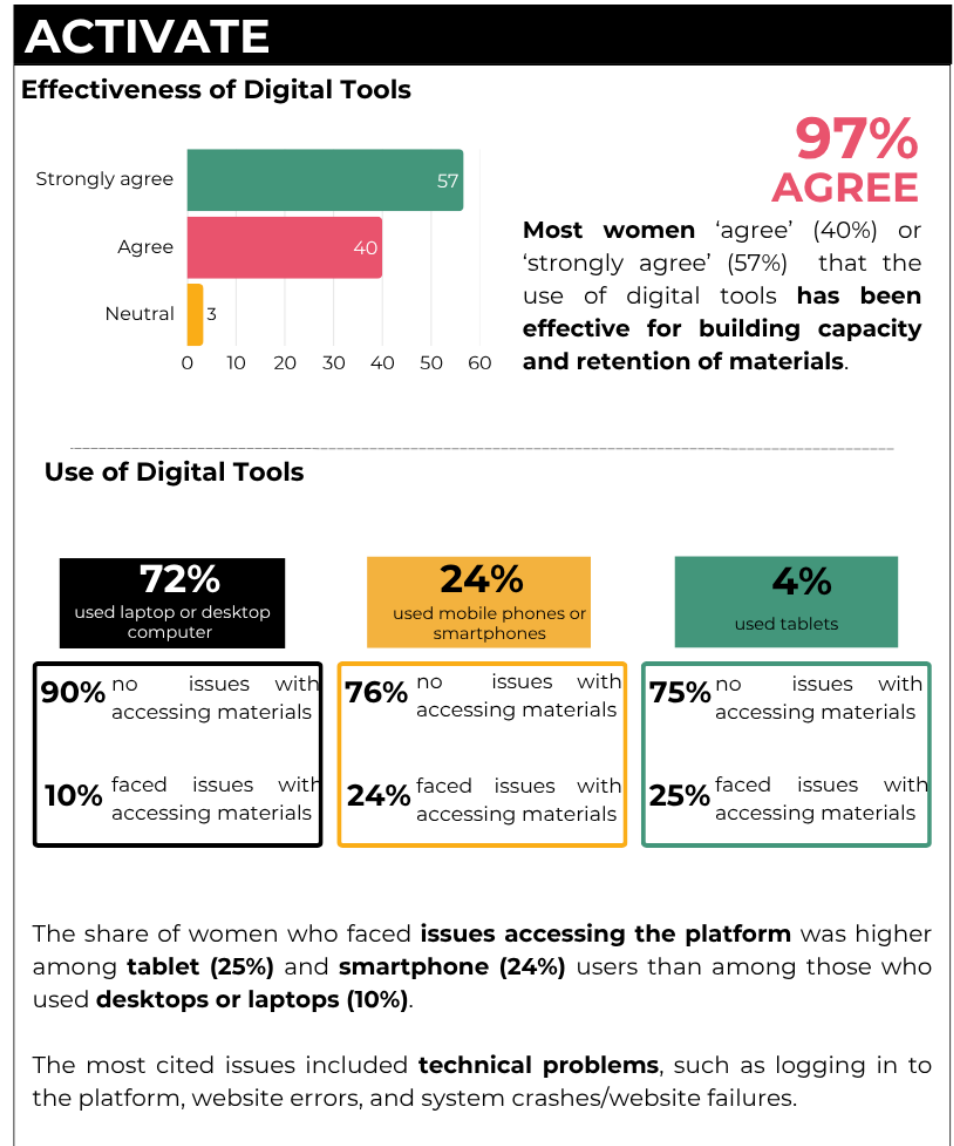 ACTIVATE
Effectiveness of Digital Tools
Strongly agree
57
Agree
40
Neutral
3
0 10 20 30 40 50 60
97%
AGREE
Most women ‘agree’ (40%) or
‘strongly agree’ (57%) that the
use of digital tools has been
effective for building capacity
and retention of materials.
Use of Digital Tools
72%
used laptop or desktop
computer
90% no issues with
accessing materials
10% faced issues with
accessing materials
24%
used mobile phones or
smartphones
76% no issues with
accessing materials
24% faced issues with
accessing materials
4%
used tablets
75% no issues with
accessing materials
25% faced issues with
accessing materials
The share of women who faced issues accessing the platform was higher
among tablet (25%) and smartphone (24%) users than among those who
used desktops or laptops (10%).
The most cited issues included technical problems, such as logging in to
the platform, website errors, and system crashes/website failures.